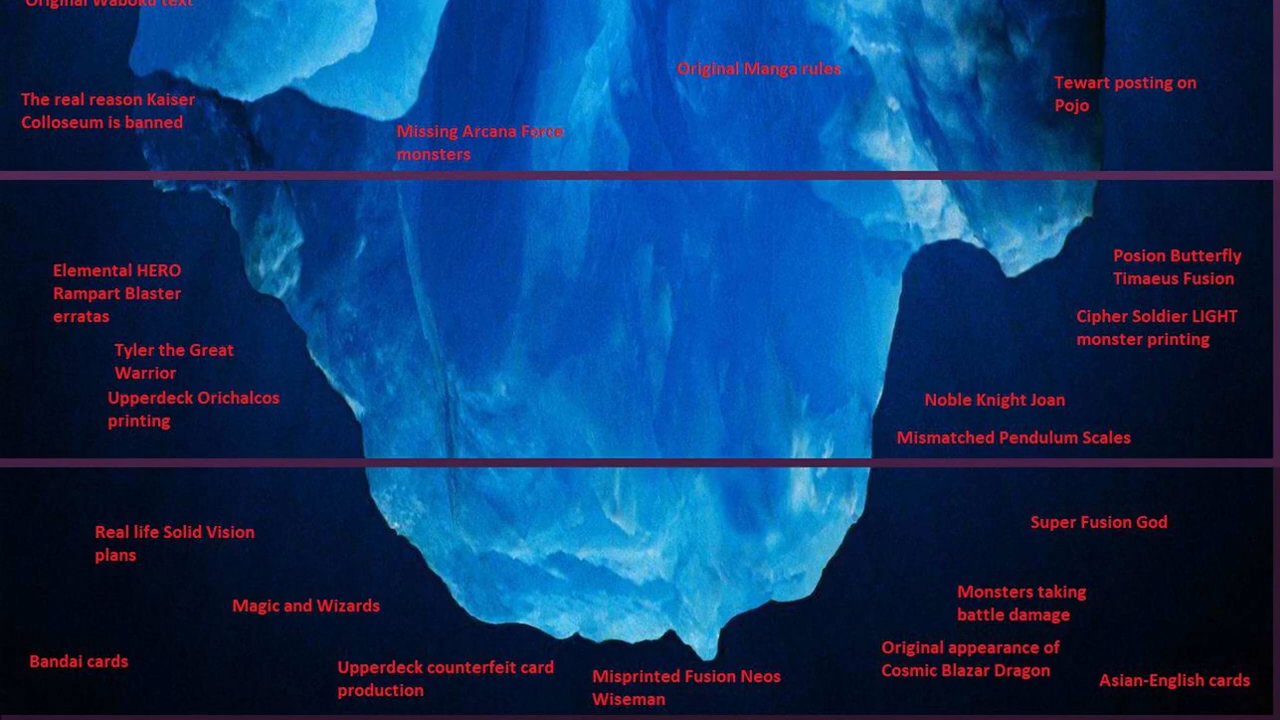 Original Waboku text
Original Manga rules
Tewart posting on
Pojo
The real reason Kaiser
Colloseum is banned
Missing Arcana Force
monsters
Elemental HERO
Rampart Blaster
erratas
Posion Butterfly
Timaeus Fusion
Cipher Soldier LIGHT
monster printing
Tyler the Great
Warrior
Upperdeck Orichalcos
printing
Noble Knight Joan
Mismatched Pendulum Scales
Real life Solid Vision
plans
Super Fusion God
Magic and Wizards
Monsters taking
battle damage
Bandai cards
Upperdeck counterfeit card
production
Misprinted Fusion Neos
Wiseman
Original appearance of
Cosmic Blazar Dragon
Asian-English cards